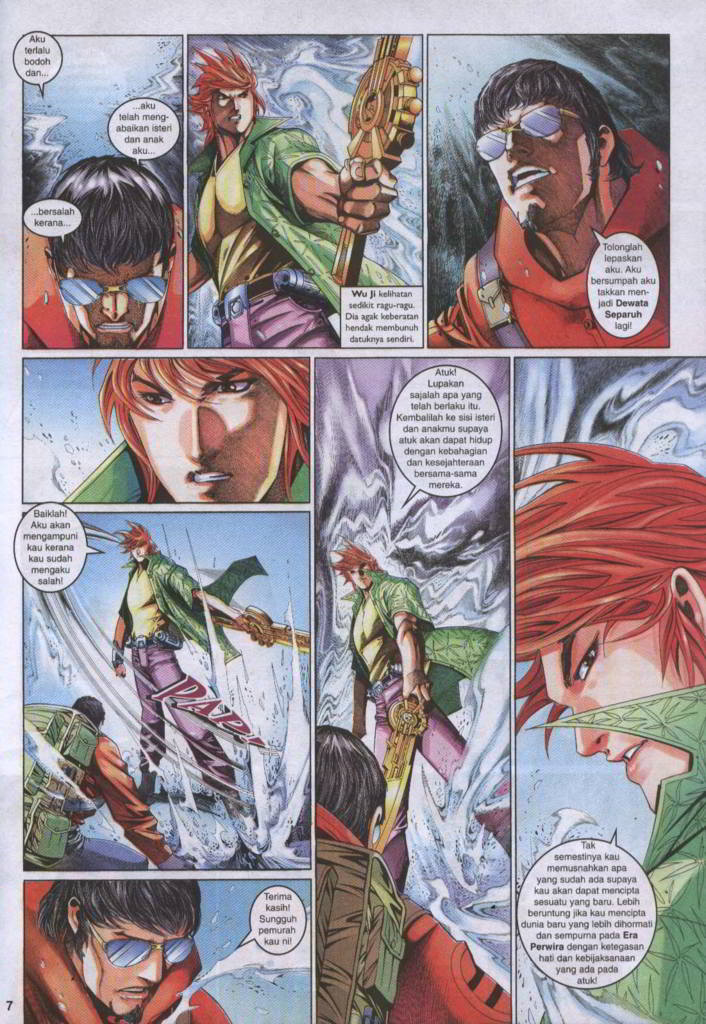 Aku
terlalu
bodoh
dan...
...aku
telah meng-
abaikan isteri
dan anak
aku...
...bersalah
kerana...
Wu Ji kelihatan
sedikit ragu-ragu.
Dia agak keberatan
hendak membunuh
datuknya sendiri.
Tolonglah
lepaskan
aku. Aku
bersumpah aku
takkan men-
jadi Dewata
Separuh
lagi!
Baiklah!
Aku akan
mengampuni
kau kerana
kau sudah
mengaku
salah!
PAPP
Terima
kasih!
Sungguh
pemurah
kau ni!
Atuk!
Lupakan
sajalah apa yang
telah berlaku itu.
Kembalilah ke sisi isteri
dan anakmu supaya
atuk akan dapat hidup
dengan kebahagian
dan kesejahteraan
bersama-sama
mereka.
Tak
semestinya kau
memusnahkan apa
yang sudah ada supaya
kau akan dapat mencipta
sesuatu yang baru. Lebih
beruntung jika kau mencipta
dunia baru yang lebih dihormati
dan sempurna pada Era
Perwira dengan ketegasan
hati dan kebijaksanaan
yang ada pada
atuk!
7